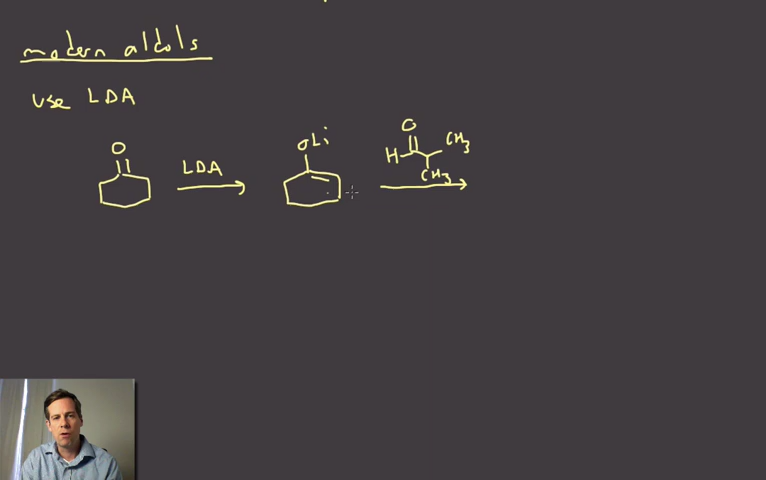 modern aldols
use LDA
O
LDA
OLi
O
H
CH3
CH3